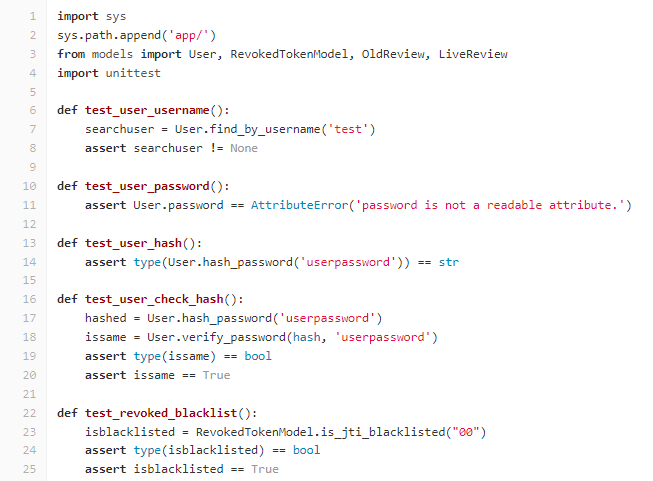 1 import sys
2 sys.path.append('app/')
3 from models import User, RevokedTokenModel, OldReview, LiveReview
4 import unittest
5
6 def test_user_username():
7     searchuser = User.find_by_username('test')
8     assert searchuser != None
9
10 def test_user_password():
11     assert User.password == AttributeError('password is not a readable attribute.')
12
13 def test_user_hash():
14     assert type(User.hash_password('userpassword')) == str
15
16 def test_user_check_hash():
17     hashed = User.hash_password('userpassword')
18     issame = User.verify_password(hash, 'userpassword')
19     assert type(issame) == bool
20     assert issame == True
21
22 def test_revoked_blacklist():
23     isblacklisted = RevokedTokenModel.is_jti_blacklisted("00")
24     assert type(isblacklisted) == bool
25     assert isblacklisted == True